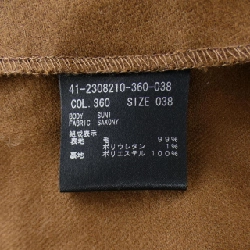 41-2308210-360-038
COL. 960 SIZE 038
BODY SUNI
FABRIC SAXONY
組成表示
表地 毛 99%
ポリウレタン 1%
裏地 ポリエステル 100%